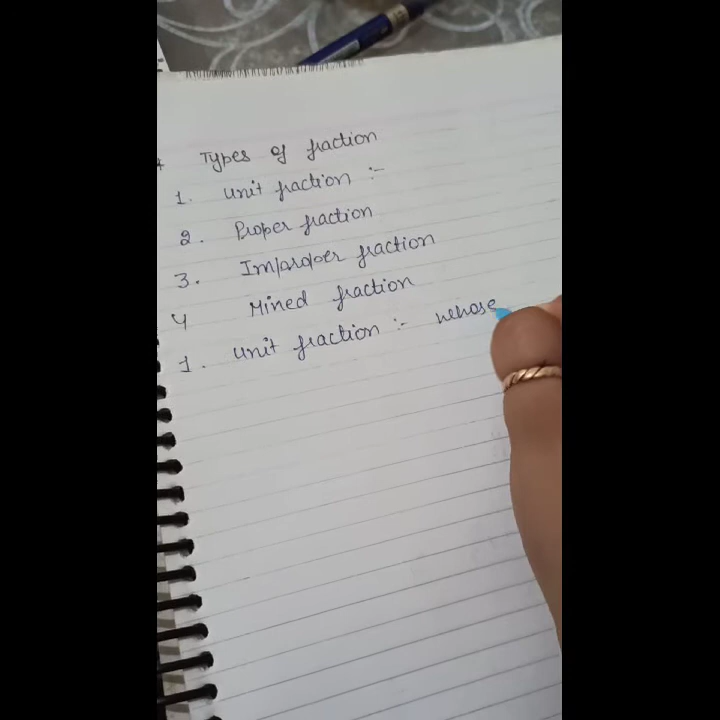 Types of fraction
1. Unit fraction :-
2. Proper fraction
3. Improper fraction
4 Mixed fraction
1. Unit fraction :- whose